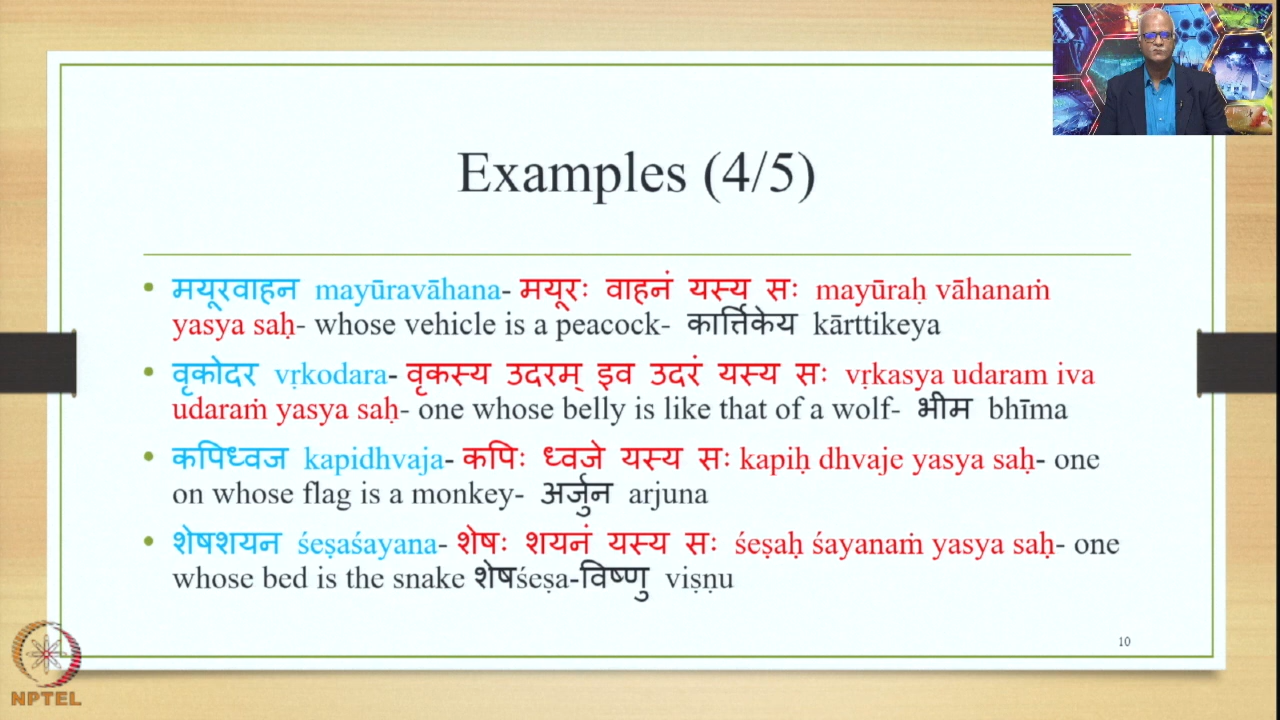 Examples (4/5)
• मयूरवाहन mayūravāhana- मयूरः वाहनं यस्य सः mayūraḥ vāhanaṁ
yasya saḥ- whose vehicle is a peacock- कार्त्तिकेय kārttikeya
• वृकोदर vṛkodara- वृकस्य उदरम् इव उदरं यस्य सः vṛkasya udaram iva
udaraṁ yasya saḥ- one whose belly is like that of a wolf- भीम bhīma
• कपिध्वज kapidhvaja- कपिः ध्वजे यस्य सः kapiḥ dhvaje yasya saḥ- one
on whose flag is a monkey- अर्जुन arjuna
• शेषशयन śeṣaśayana- शेषः शयनं यस्य सः śeṣaḥ śayanaṁ yasya saḥ- one
whose bed is the snake शेषśeṣa-विष्णु viṣṇu
10
NPTEL